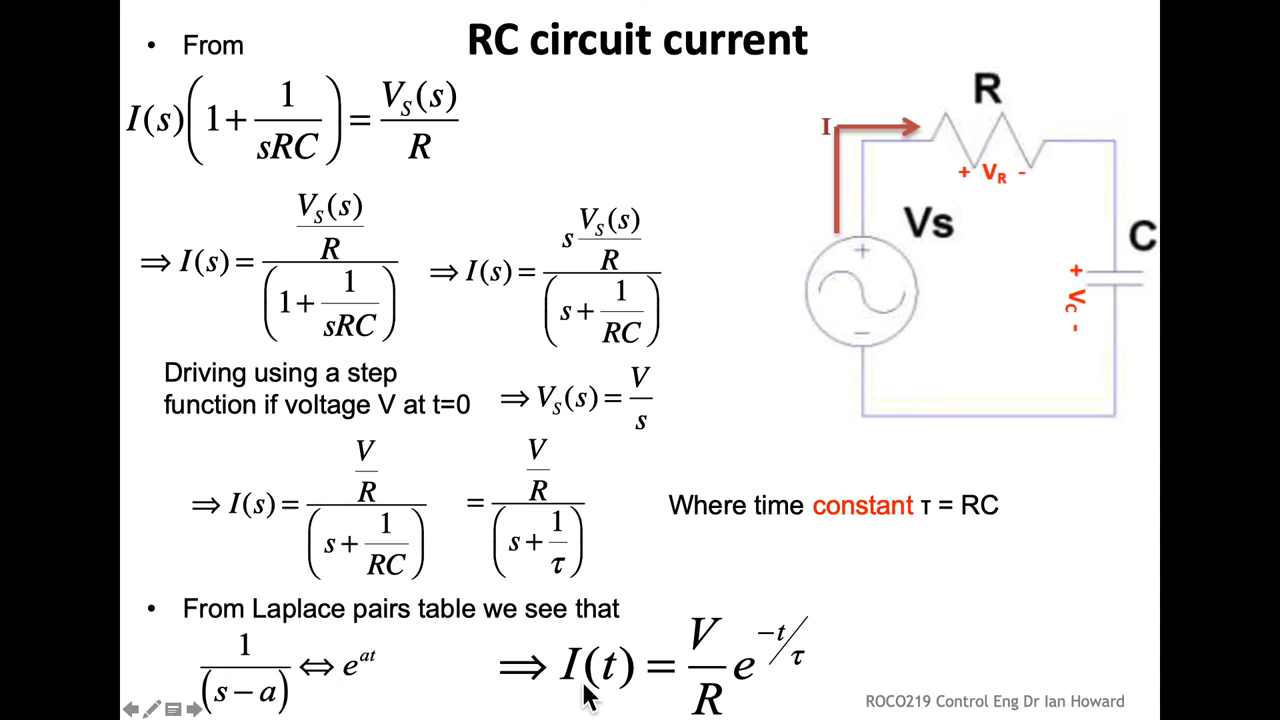 RC circuit current
• From
I(s)(1+1/(sRC)) = V_S(s)/R
⇒ I(s) = (V_S(s)/R)/(1+1/(sRC))
⇒ I(s) = (s V_S(s)/R)/(s+1/(RC))
Driving using a step
function if voltage V at t=0
⇒ V_S(s) = V/s
⇒ I(s) = (V/R)/(s+1/(RC)) = (V/R)/(s+1/τ)
Where time constant τ = RC
• From Laplace pairs table we see that
1/(s−a) ⇔ e^{at}
⇒ I(t) = V/R e^{−t/τ}
R
I
+ V_R -
Vs
+
−
C
+ V_C -
ROCO219 Control Eng Dr Ian Howard